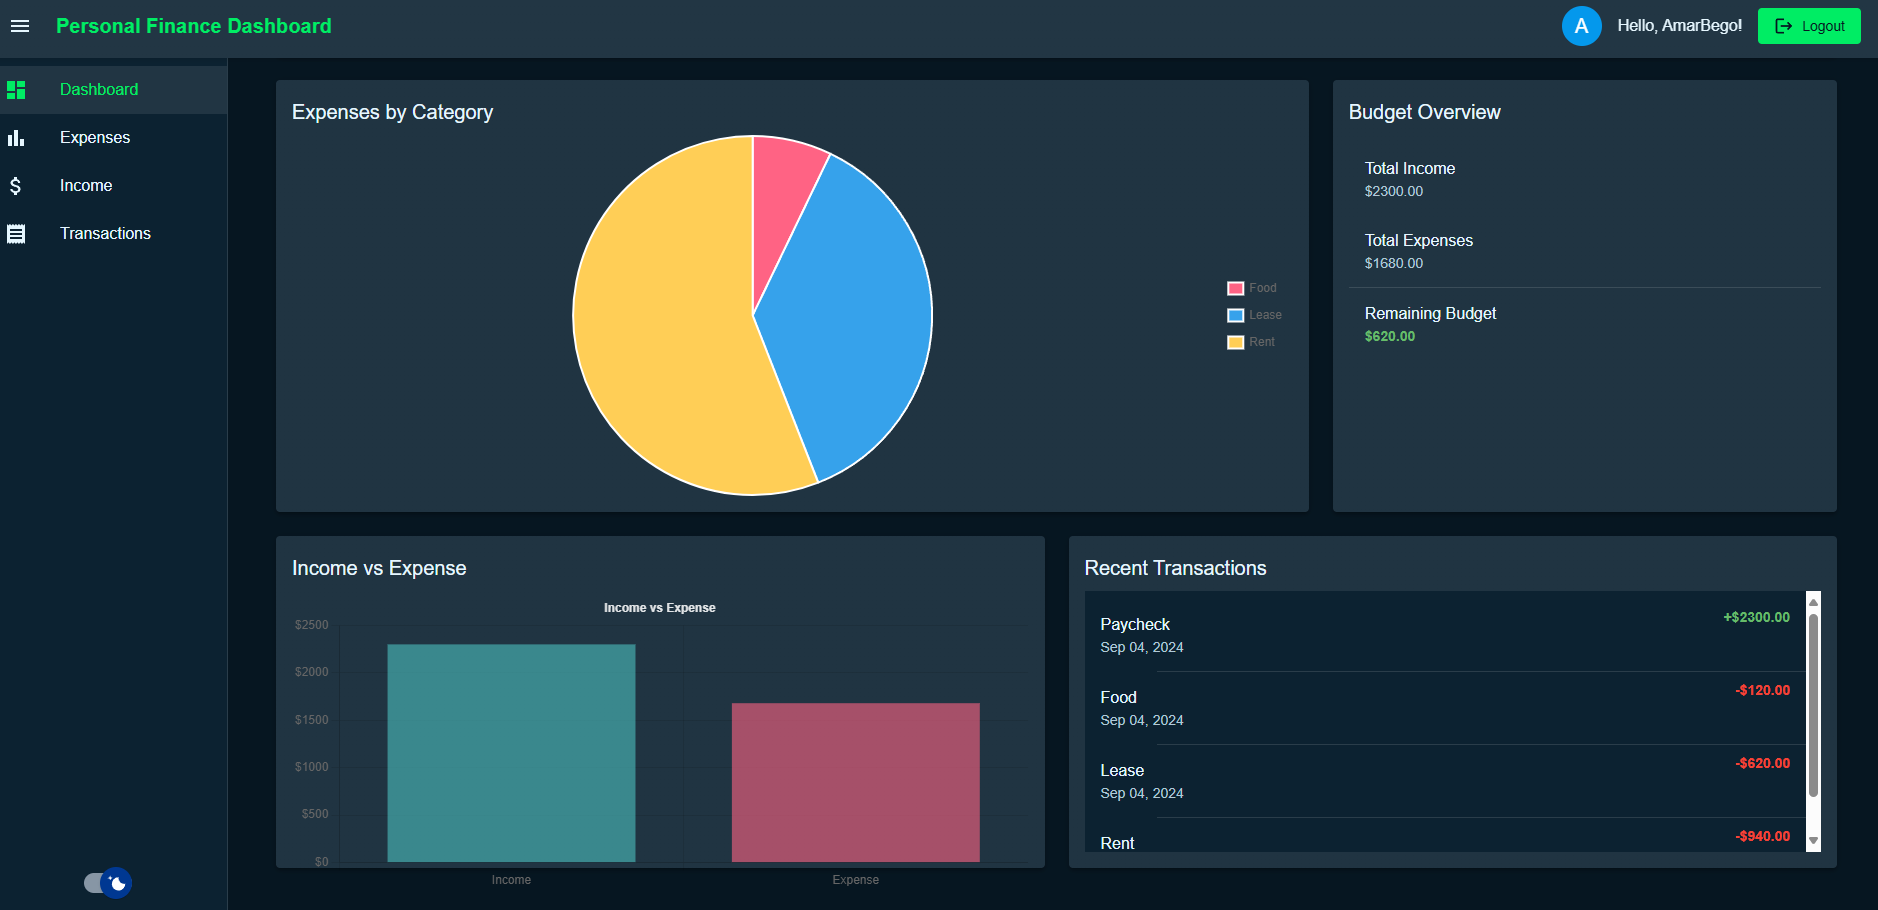 Personal Finance Dashboard
A
Hello, AmarBego!
Logout
Dashboard
Expenses
Income
Transactions
Expenses by Category
Food
Lease
Rent
Budget Overview
Total Income
$2300.00
Total Expenses
$1680.00
Remaining Budget
$620.00
Income vs Expense
Income vs Expense
$2500
$2000
$1500
$1000
$500
$0
Income
Expense
Recent Transactions
Paycheck
+$2300.00
Sep 04, 2024
Food
-$120.00
Sep 04, 2024
Lease
-$620.00
Sep 04, 2024
Rent
-$940.00